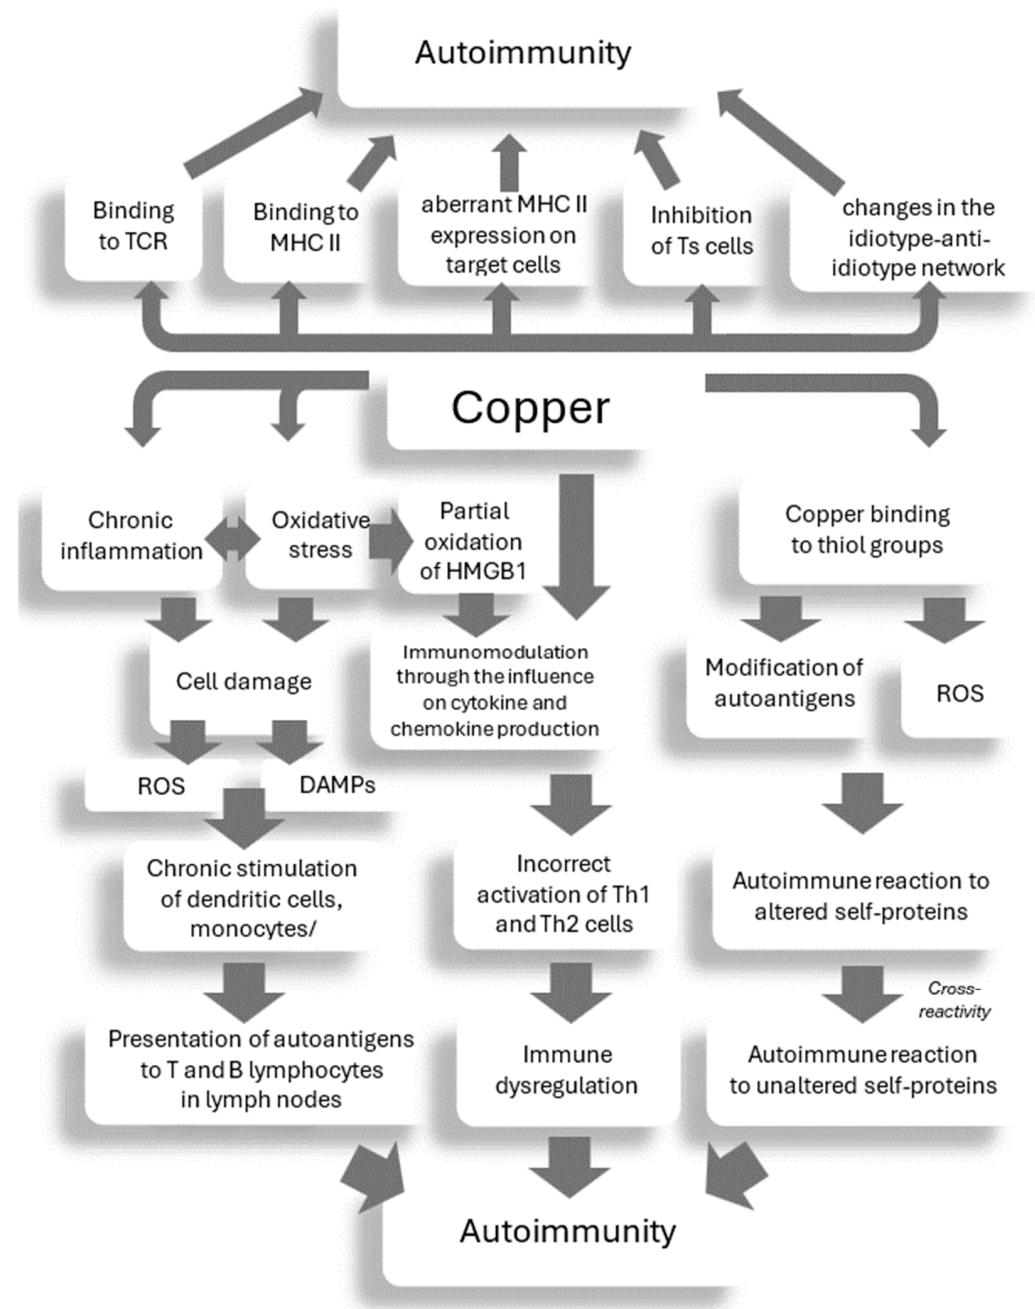 Autoimmunity
Binding
to TCR
Binding to
MHC II
aberrant MHC II
expression on
target cells
Inhibition
of Ts cells
changes in the
idiotype-anti-
idiotype network
Copper
Chronic
inflammation
Oxidative
stress
Partial
oxidation
of HMGB1
Copper binding
to thiol groups
Cell damage
Immunomodulation
through the influence
on cytokine and
chemokine production
Modification of
autoantigens
ROS
ROS
DAMPs
Chronic stimulation
of dendritic cells,
monocytes/
Incorrect
activation of Th1
and Th2 cells
Autoimmune reaction to
altered self-proteins
Cross-
reactivity
Presentation of autoantigens
to T and B lymphocytes
in lymph nodes
Immune
dysregulation
Autoimmune reaction
to unaltered self-proteins
Autoimmunity